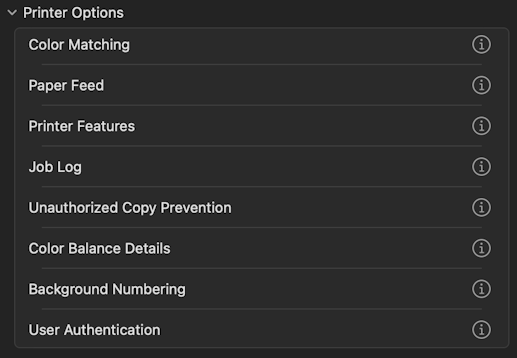 Printer Options
Color Matching
Paper Feed
Printer Features
Job Log
Unauthorized Copy Prevention
Color Balance Details
Background Numbering
User Authentication